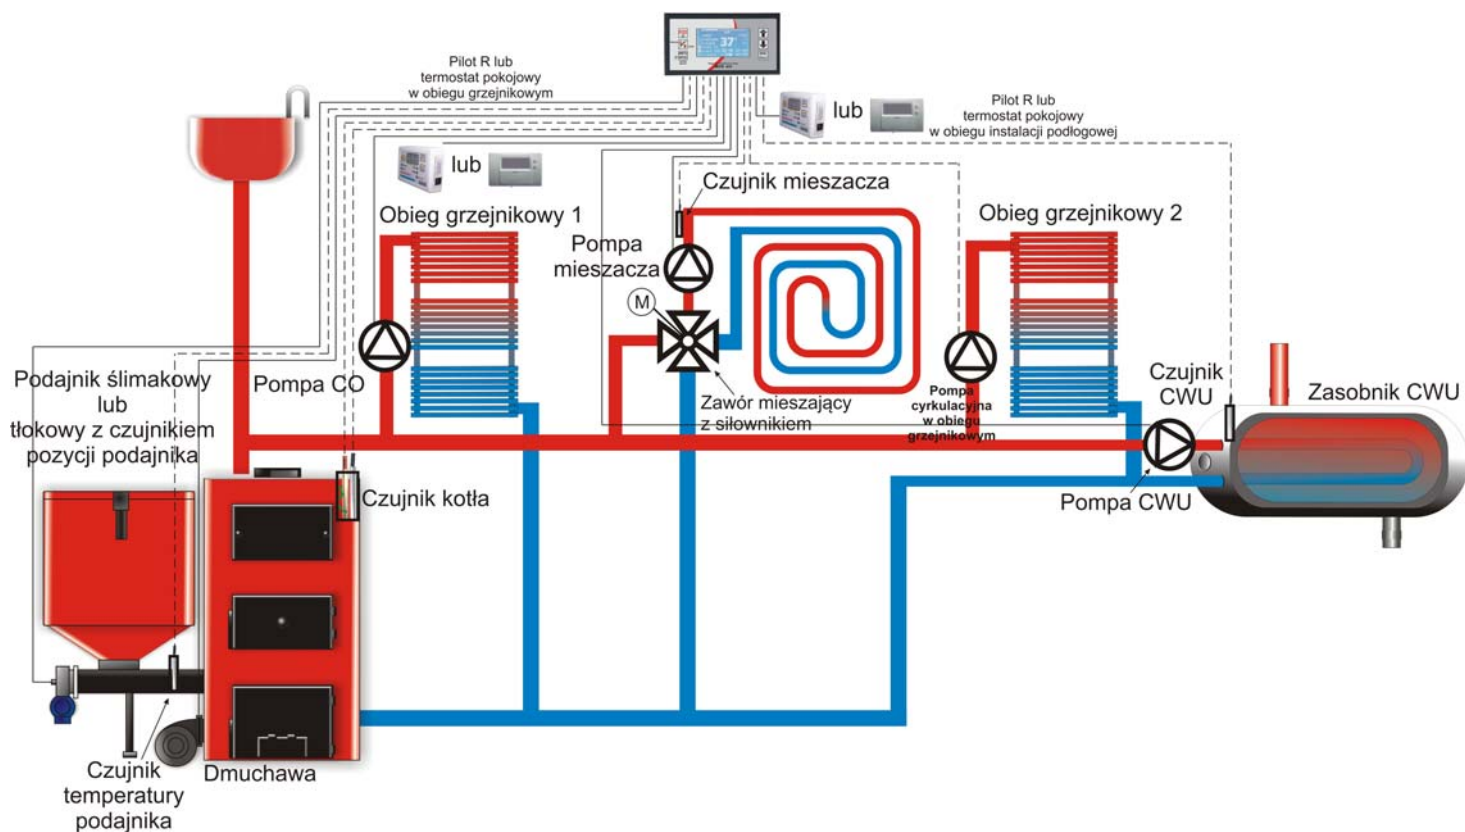 Pilot R lub
termostat pokojowy
w obiegu grzejnikowym
37°
lub
Pilot R lub
termostat pokojowy
w obiegu instalacji podłogowej
lub
Czujnik mieszacza
Obieg grzejnikowy 1
Pompa
mieszacza
M
Obieg grzejnikowy 2
Podajnik ślimakowy
lub
tłokowy z czujnikiem
pozycji podajnika
Pompa CO
Zawór mieszający
z siłownikiem
Pompa
cyrkulacyjna
w obiegu
grzejnikowym
Czujnik
CWU
Zasobnik CWU
Czujnik kotła
Pompa CWU
Czujnik
temperatury
podajnika
Dmuchawa